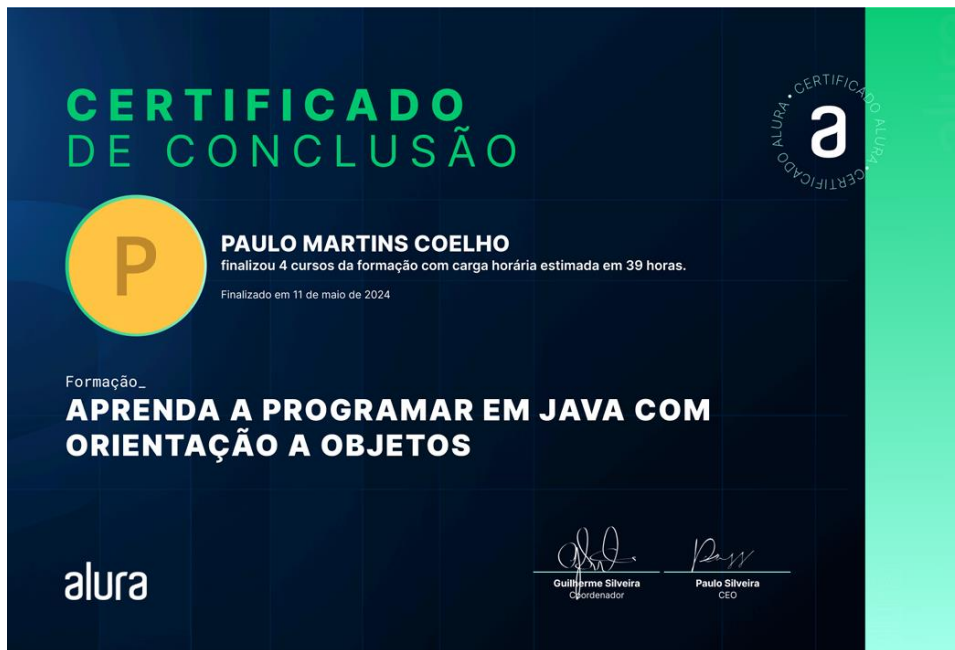 CERTIFICADO
DE CONCLUSÃO
CERTIFICADO ALURA • CERTIFICADO ALURA •
a
P
PAULO MARTINS COELHO
finalizou 4 cursos da formação com carga horária estimada em 39 horas.
Finalizado em 11 de maio de 2024
Formação_
APRENDA A PROGRAMAR EM JAVA COM
ORIENTAÇÃO A OBJETOS
alura
Guilherme Silveira
Coordenador
Paulo Silveira
CEO